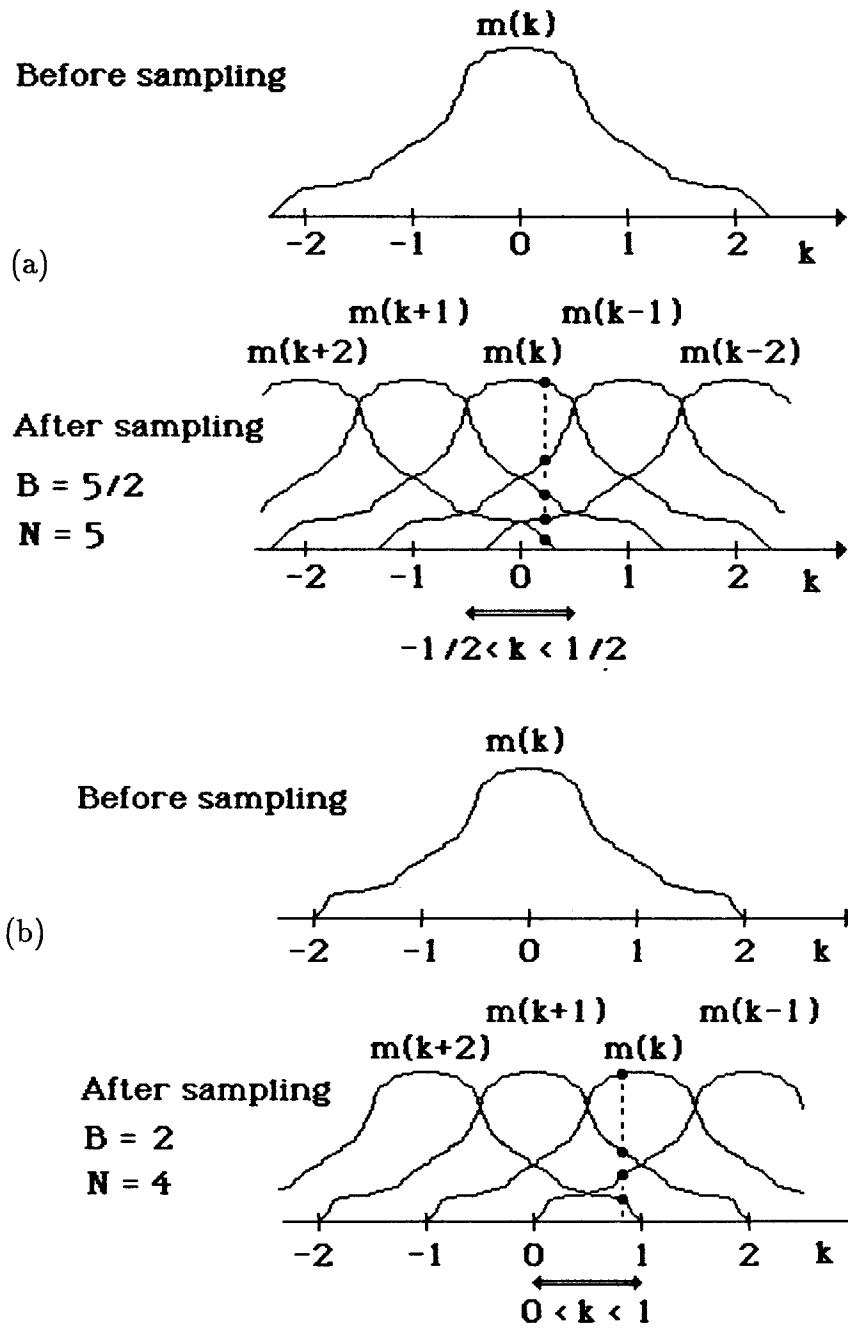 m(k)
Before sampling
-2 -1 0 1 2 k
(a)
m(k+1) m(k-1)
m(k+2) m(k) m(k-2)
After sampling
B = 5/2
N = 5
-2 -1 0 1 2 k
-1/2< k < 1/2
m(k)
Before sampling
(b)
-2 -1 0 1 2 k
m(k+1) m(k-1)
m(k+2) m(k)
After sampling
B = 2
N = 4
-2 -1 0 1 2 k
0 < k < 1